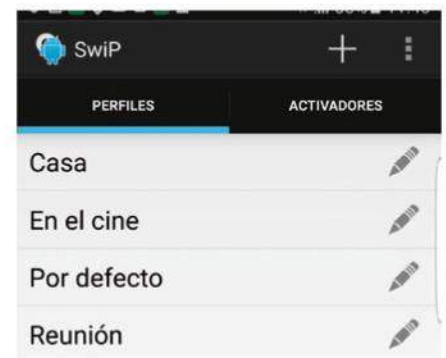 SwiP
PERFILES ACTIVADORES
Casa
En el cine
Por defecto
Reunión